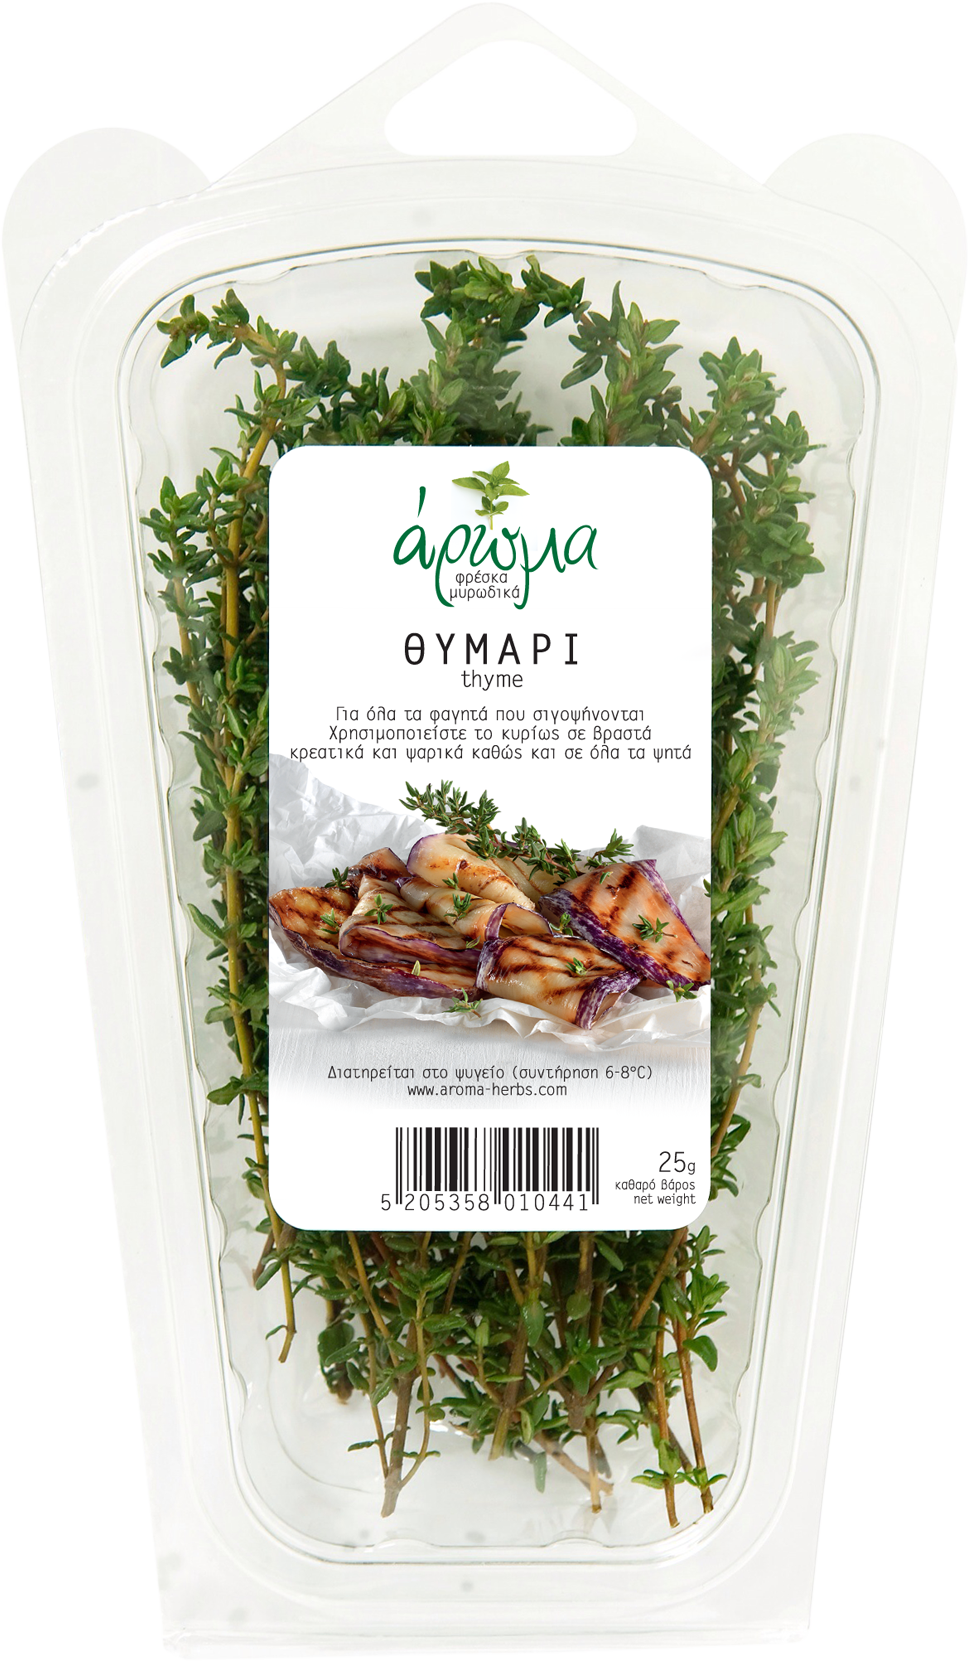 άρωμα
φρέσκα
μυρωδικά
ΘΥΜΑΡΙ
thyme
Για όλα τα φαγητά που σιγοψήνονται
Χρησιμοποιείστε το κυρίως σε βραστά
κρεατικά και ψαρικά καθώς και σε όλα τα ψητά
Διατηρείται στο ψυγείο (συντήρηση 6-8°C)
www.aroma-herbs.com
5 205358 010441
25g
καθαρό βάρος
net weight